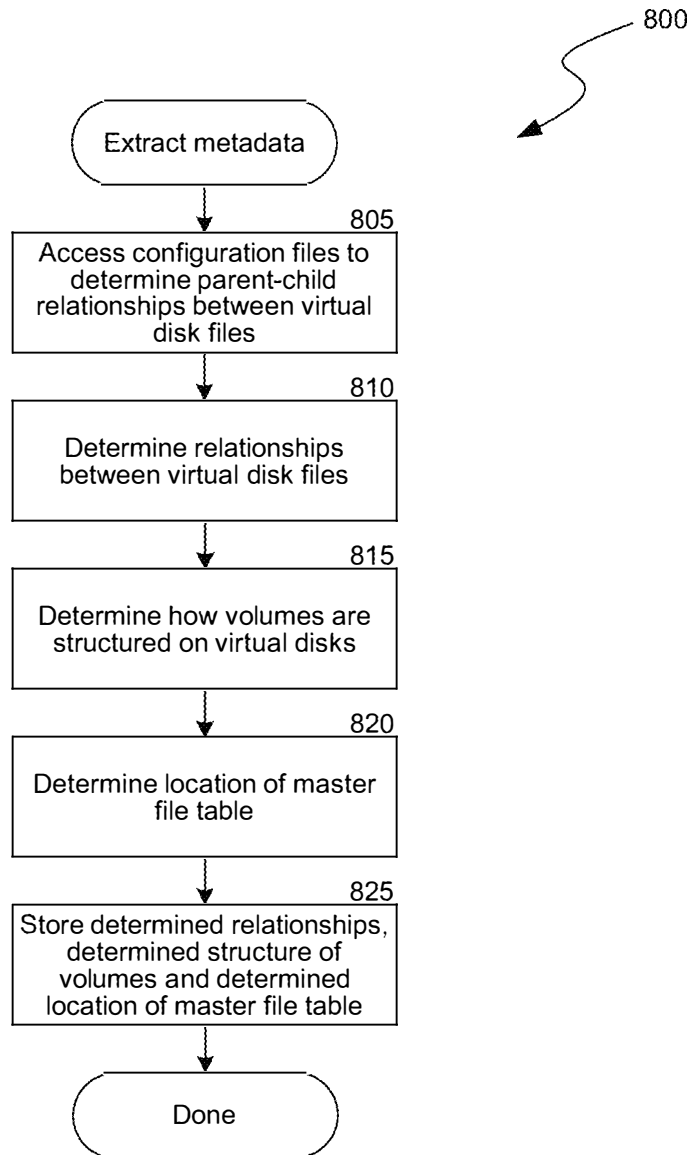 800
Extract metadata
805
Access configuration files to
determine parent-child
relationships between virtual
disk files
810
Determine relationships
between virtual disk files
815
Determine how volumes are
structured on virtual disks
820
Determine location of master
file table
825
Store determined relationships,
determined structure of
volumes and determined
location of master file table
Done